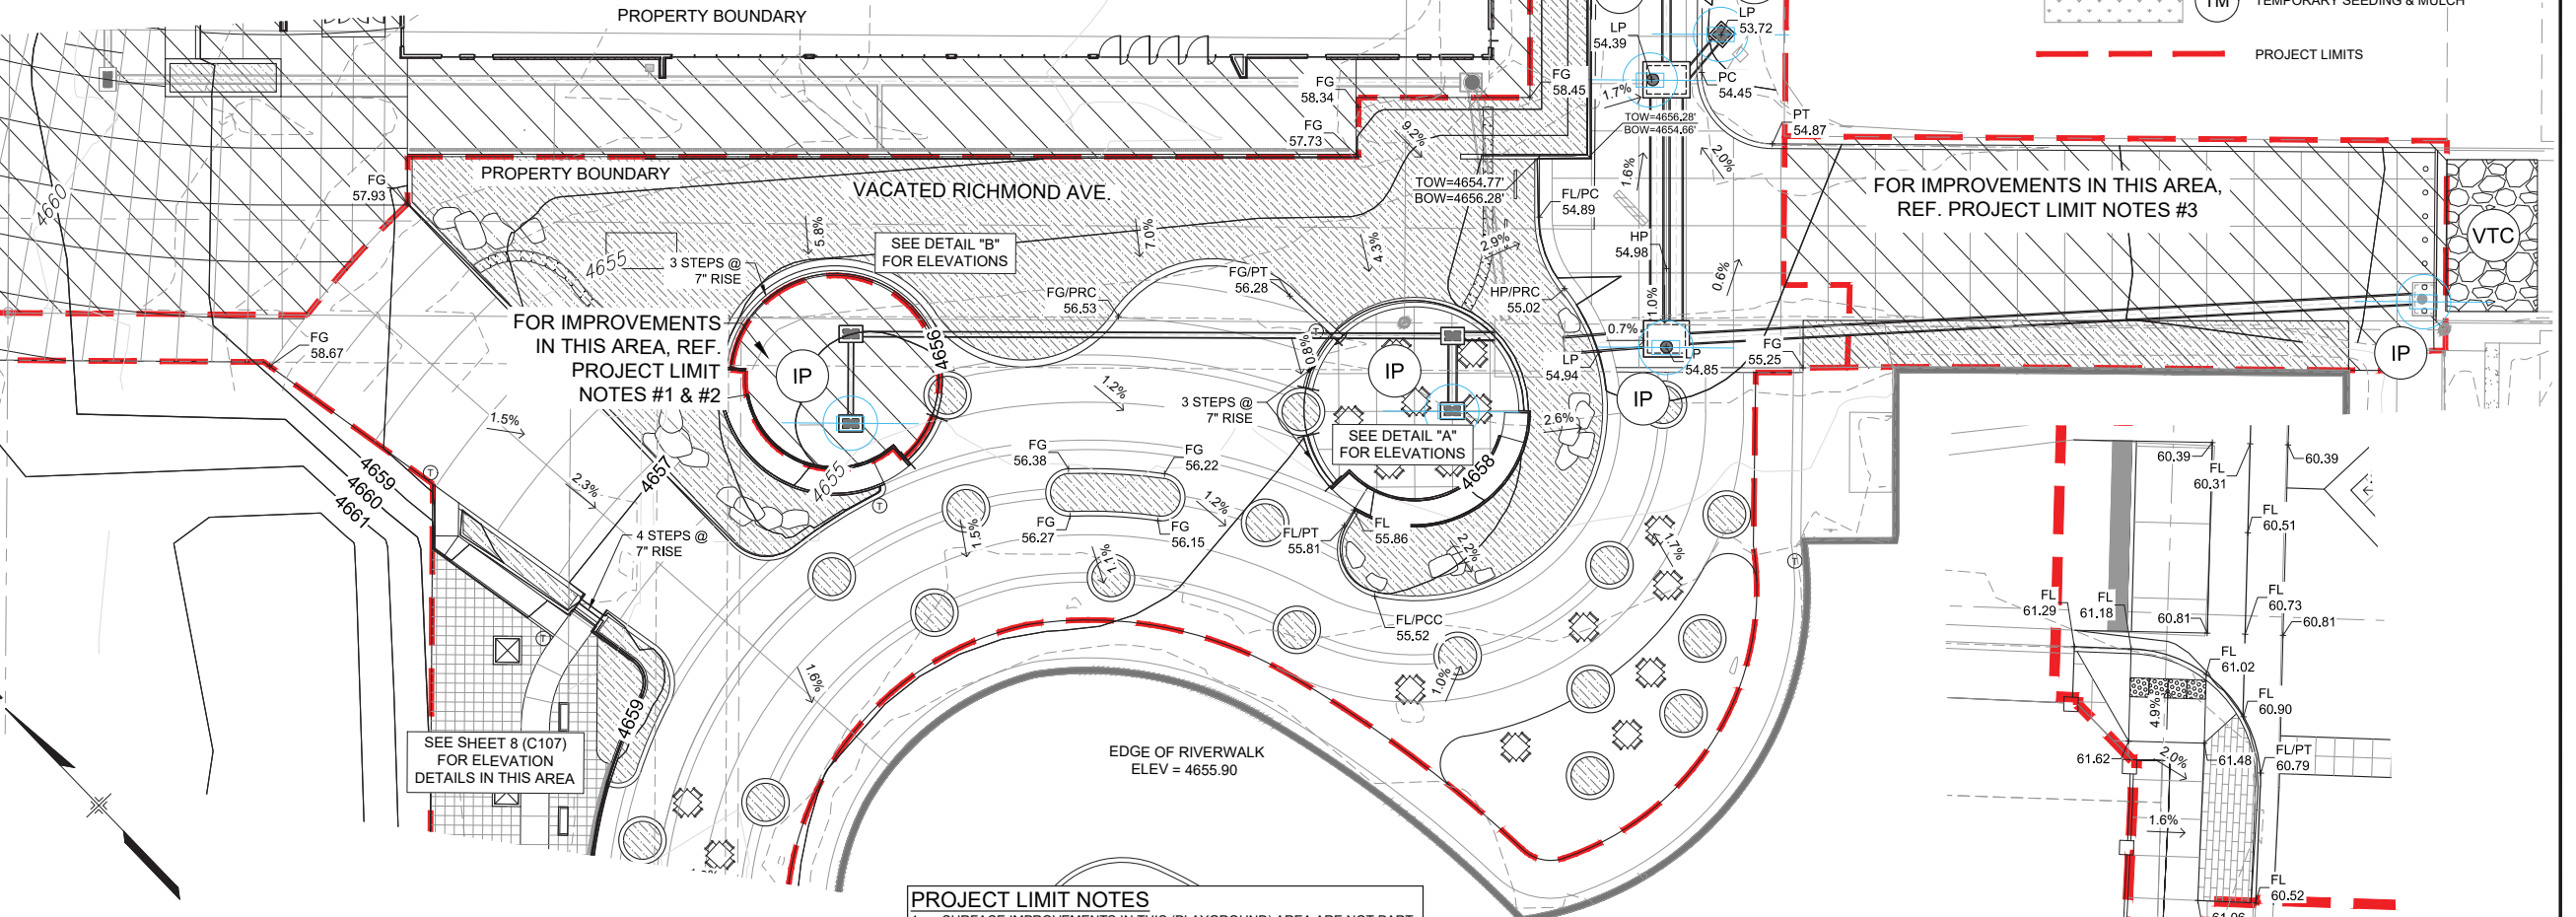 PROPERTY BOUNDARY
TM
TEMPORARY SEEDING & MULCH
PROJECT LIMITS
LP
54.39
LP
53.72
PC
54.45
1.7%
FG
58.34
FG
58.45
FG
57.73
9.2%
TOW=4656.28'
BOW=4654.66'
PT
54.87
1.6%
2.0%
4660
FG
57.93
PROPERTY BOUNDARY
VACATED RICHMOND AVE.
TOW=4654.77'
BOW=4656.28'
FL/PC
54.89
FOR IMPROVEMENTS IN THIS AREA,
REF. PROJECT LIMIT NOTES #3
VTC
5.8%
7.0%
4.3%
2.9%
HP
54.98
0.6%
1.0%
4655
3 STEPS @
7" RISE
SEE DETAIL "B"
FOR ELEVATIONS
FG/PRC
56.53
FG/PT
56.28
HP/PRC
55.02
FG
58.67
FOR IMPROVEMENTS
IN THIS AREA, REF.
PROJECT LIMIT
NOTES #1 & #2
IP
4656
T
0.8%
IP
0.7%
LP
54.94
LP
54.85
FG
55.25
IP
IP
1.5%
1.2%
3 STEPS @
7" RISE
SEE DETAIL "A"
FOR ELEVATIONS
2.6%
4659
4660
4661
T
2.3%
4657
4655
T
FG
56.38
FG
56.22
FG
56.27
FG
56.15
1.2%
1.5%
1.1%
4658
FL/PT
55.81
FL
55.86
2.2%
1.7%
T
4 STEPS @
7" RISE
T
FL/PCC
55.52
1.6%
1.0%
4659
SEE SHEET 8 (C107)
FOR ELEVATION
DETAILS IN THIS AREA
EDGE OF RIVERWALK
ELEV = 4655.90
60.39
FL
60.31
60.39
FL
60.51
FL
61.29
FL
61.18
60.81
FL
60.73
60.81
FL
61.02
FL
60.90
4.9%
61.62
2.0%
61.48
FL/PT
60.79
1.6%
FL
60.52
PROJECT LIMIT NOTES